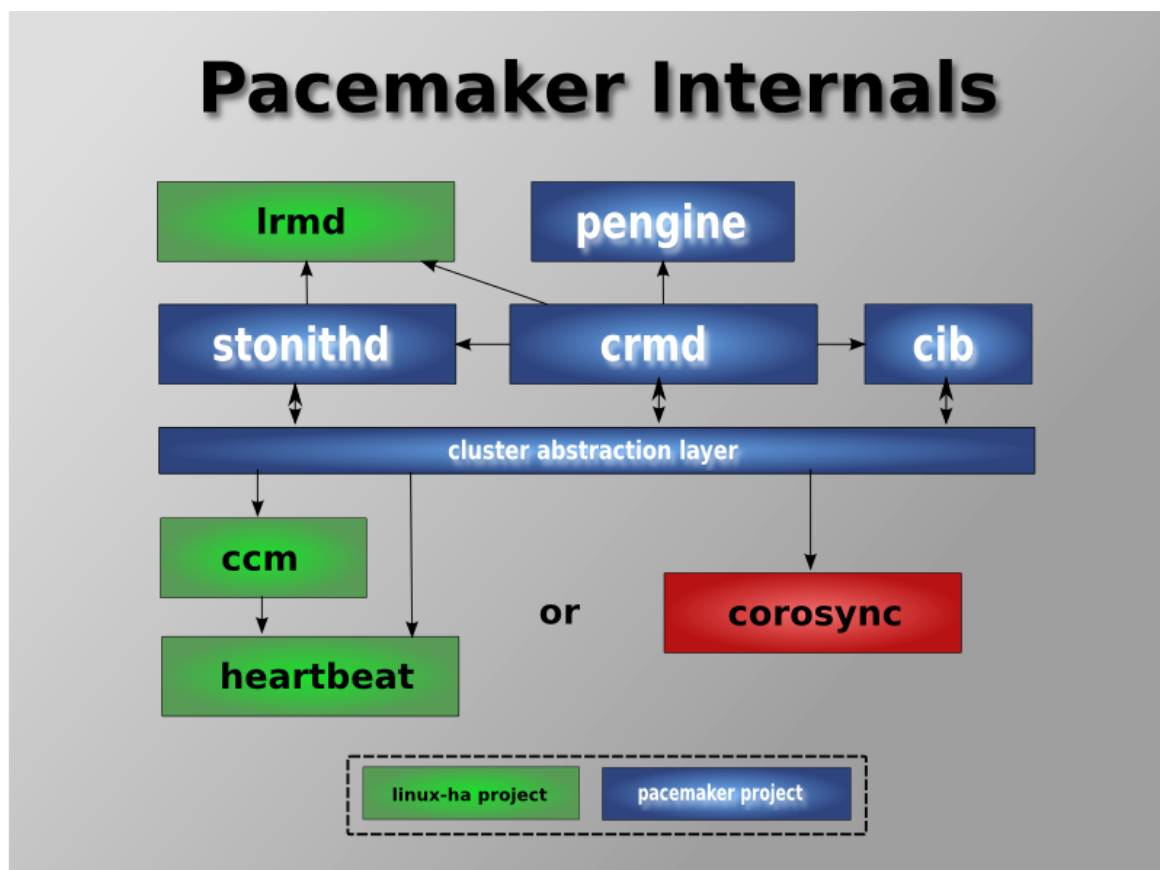 Pacemaker Internals
lrmd
pengine
stonithd
crmd
cib
cluster abstraction layer
ccm
or
corosync
heartbeat
linux-ha project
pacemaker project